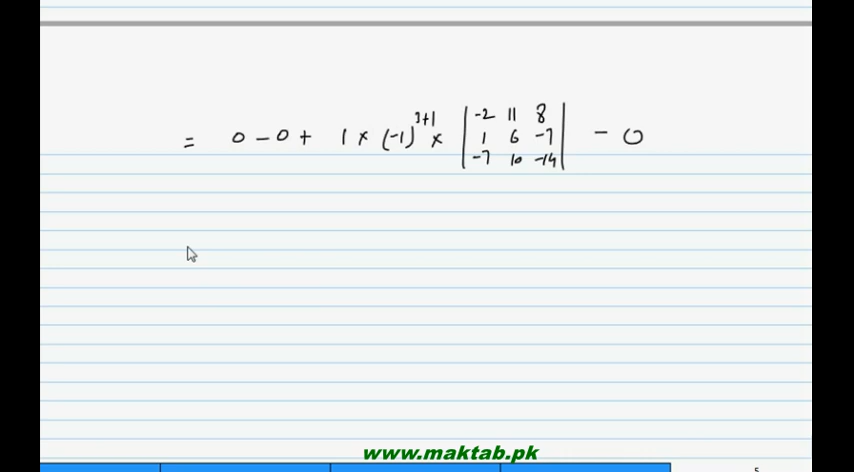 = 0 - 0 + 1 × (-1)^3+1 × | -2 11 8 | - 0
| 1 6 -7 |
| -7 10 -14 |
www.maktab.pk
5